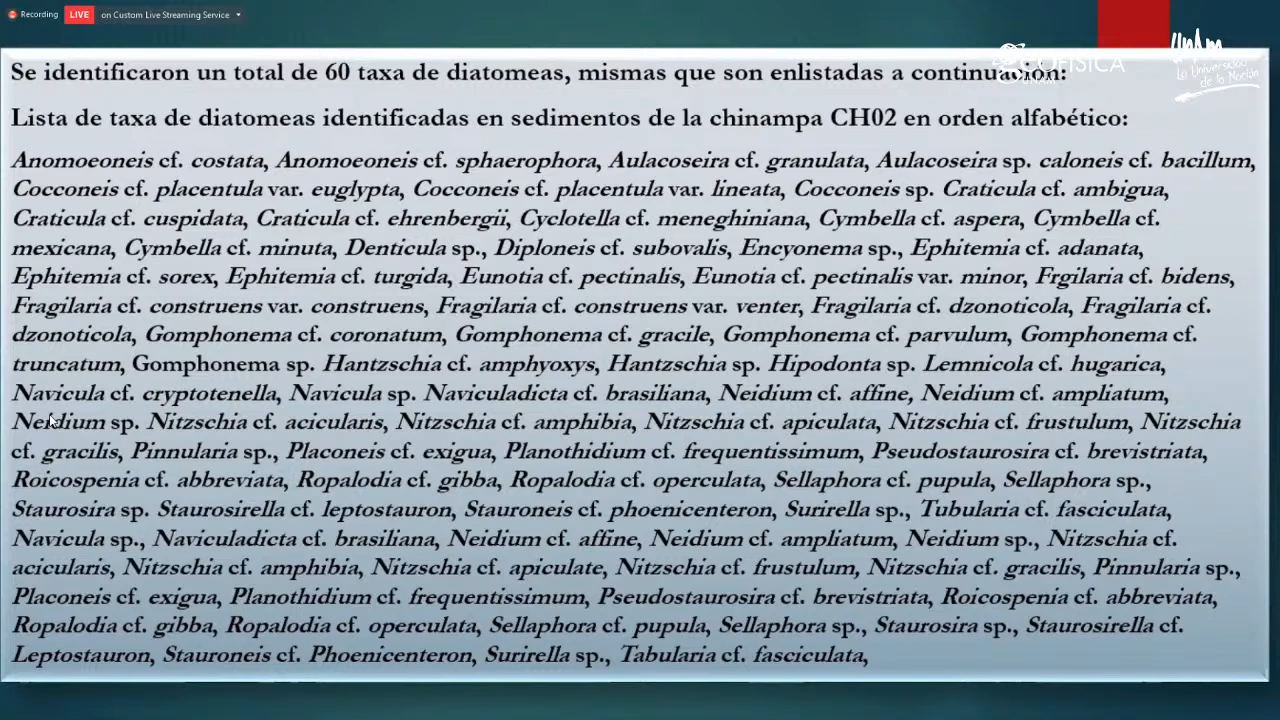 Recording LIVE on Custom Live Streaming Service
Se identificaron un total de 60 taxa de diatomeas, mismas que son enlistadas a continuación:
COFISICA
UNAM
La Universidad de la Nación
Lista de taxa de diatomeas identificadas en sedimentos de la chinampa CH02 en orden alfabético:
Anomoeoneis cf. costata, Anomoeoneis cf. sphaerophora, Aulacoseira cf. granulata, Aulacoseira sp. caloneis cf. bacillum,
Cocconeis cf. placentula var. euglypta, Cocconeis cf. placentula var. lineata, Cocconeis sp. Craticula cf. ambigua,
Craticula cf. cuspidata, Craticula cf. ehrenbergii, Cyclotella cf. meneghiniana, Cymbella cf. aspera, Cymbella cf.
mexicana, Cymbella cf. minuta, Denticula sp., Diploneis cf. subovalis, Encyonema sp., Ephitemia cf. adanata,
Ephitemia cf. sorex, Ephitemia cf. turgida, Eunotia cf. pectinalis, Eunotia cf. pectinalis var. minor, Frgilaria cf. bidens,
Fragilaria cf. construens var. construens, Fragilaria cf. construens var. venter, Fragilaria cf. dzonoticola, Fragilaria cf.
dzonoticola, Gomphonema cf. coronatum, Gomphonema cf. gracile, Gomphonema cf. parvulum, Gomphonema cf.
truncatum, Gomphonema sp. Hantzschia cf. amphyoxys, Hantzschia sp. Hipodonta sp. Lemnicola cf. hugarica,
Navicula cf. cryptotenella, Navicula sp. Naviculadicta cf. brasiliana, Neidium cf. affine, Neidium cf. ampliatum,
Neidium sp. Nitzschia cf. acicularis, Nitzschia cf. amphibia, Nitzschia cf. apiculata, Nitzschia cf. frustulum, Nitzschia
cf. gracilis, Pinnularia sp., Placoneis cf. exigua, Planothidium cf. frequentissimum, Pseudostaurosira cf. brevistriata,
Roicospenia cf. abbreviata, Ropalodia cf. gibba, Ropalodia cf. operculata, Sellaphora cf. pupula, Sellaphora sp.,
Staurosira sp. Staurosirella cf. leptostauron, Stauroneis cf. phoenicenteron, Surirella sp., Tubularia cf. fasciculata,
Navicula sp., Naviculadicta cf. brasiliana, Neidium cf. affine, Neidium cf. ampliatum, Neidium sp., Nitzschia cf.
acicularis, Nitzschia cf. amphibia, Nitzschia cf. apiculate, Nitzschia cf. frustulum, Nitzschia cf. gracilis, Pinnularia sp.,
Placoneis cf. exigua, Planothidium cf. frequentissimum, Pseudostaurosira cf. brevistriata, Roicospenia cf. abbreviata,
Ropalodia cf. gibba, Ropalodia cf. operculata, Sellaphora cf. pupula, Sellaphora sp., Staurosira sp., Staurosirella cf.
Leptostauron, Stauroneis cf. Phoenicenteron, Surirella sp., Tabularia cf. fasciculata,